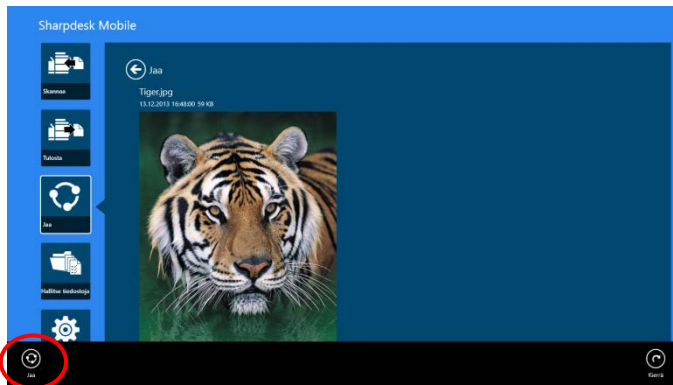 Sharpdesk Mobile
Skannaa
Tulosta
Jaa
Hallitse tiedostoja
Jaa
Tiger.jpg
13.12.2013 16:48:00 59 KB
Jaa
Kierrä